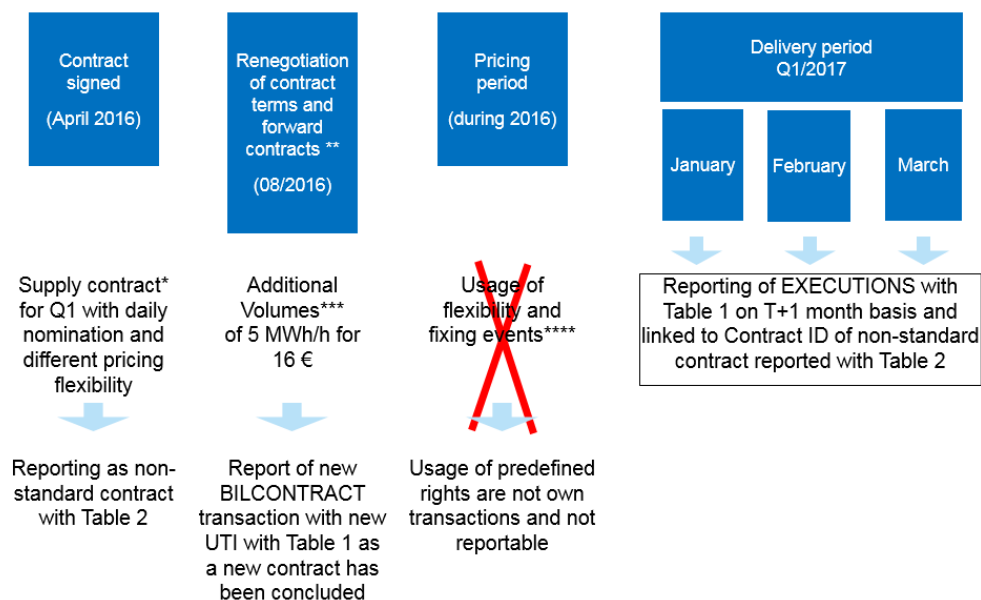 Contract
signed
(April 2016)
Renegotiation
of contract
terms and
forward
contracts **
(08/2016)
Pricing
period
(during 2016)
Delivery period
Q1/2017
January
February
March
Supply contract*
for Q1 with daily
nomination and
different pricing
flexibility
Additional
Volumes***
of 5 MWh/h for
16 €
Usage of
flexibility and
fixing events****
Reporting of EXECUTIONS with
Table 1 on T+1 month basis and
linked to Contract ID of non-standard
contract reported with Table 2
Reporting as non-
standard contract
with Table 2
Report of new
BILCONTRACT
transaction with new
UTI with Table 1 as
a new contract has
been concluded
Usage of predefined
rights are not own
transactions and not
reportable